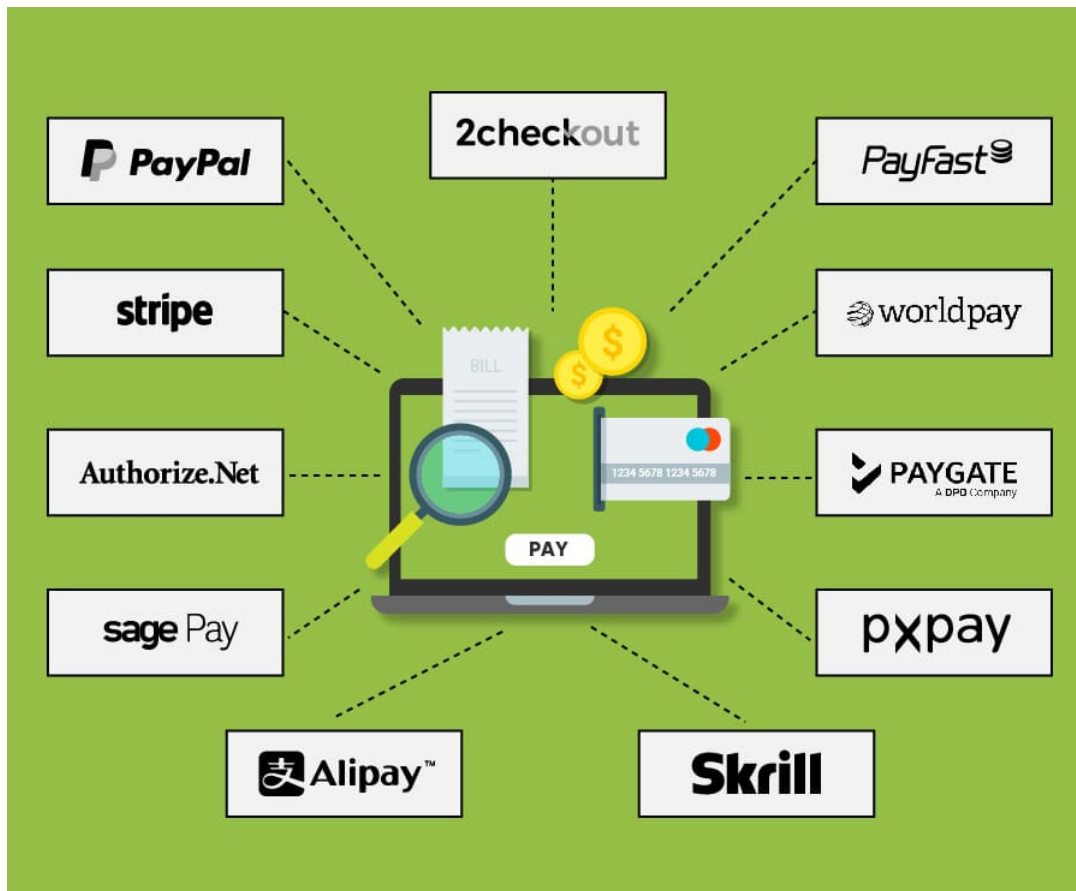 2checkout
PayPal
PayFast
stripe
worldpay
BILL
$
$
1234 5678 1234 5678
Authorize.Net
PAYGATE
A DPO Company
PAY
sage Pay
pxpay
支 Alipay™
Skrill